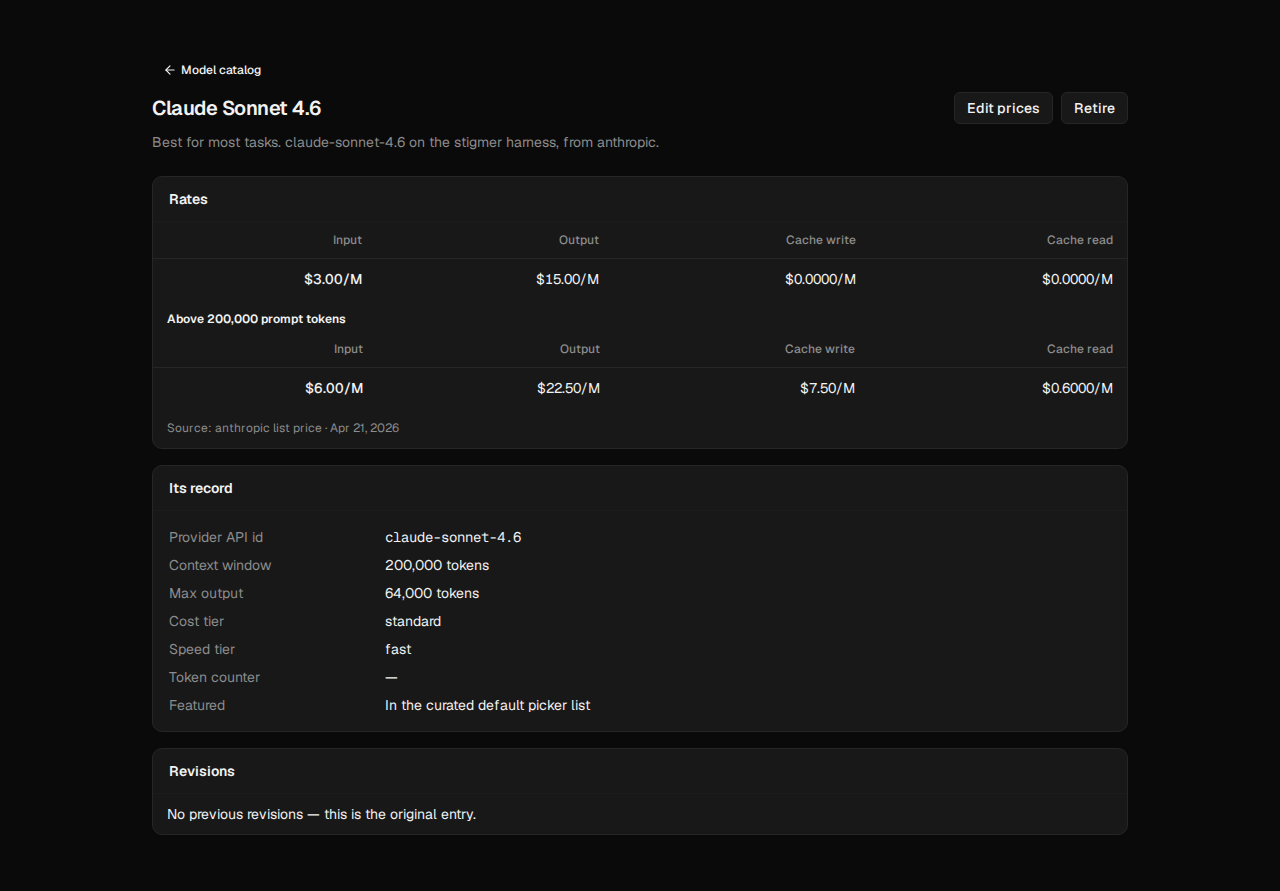 ← Model catalog
Claude Sonnet 4.6
Edit prices Retire
Best for most tasks. claude-sonnet-4.6 on the stigmer harness, from anthropic.
Rates
Input Output Cache write Cache read
$3.00/M $15.00/M $0.0000/M $0.0000/M
Above 200,000 prompt tokens
Input Output Cache write Cache read
$6.00/M $22.50/M $7.50/M $0.6000/M
Source: anthropic list price · Apr 21, 2026
Its record
Provider API id claude-sonnet-4.6
Context window 200,000 tokens
Max output 64,000 tokens
Cost tier standard
Speed tier fast
Token counter —
Featured In the curated default picker list
Revisions
No previous revisions — this is the original entry.